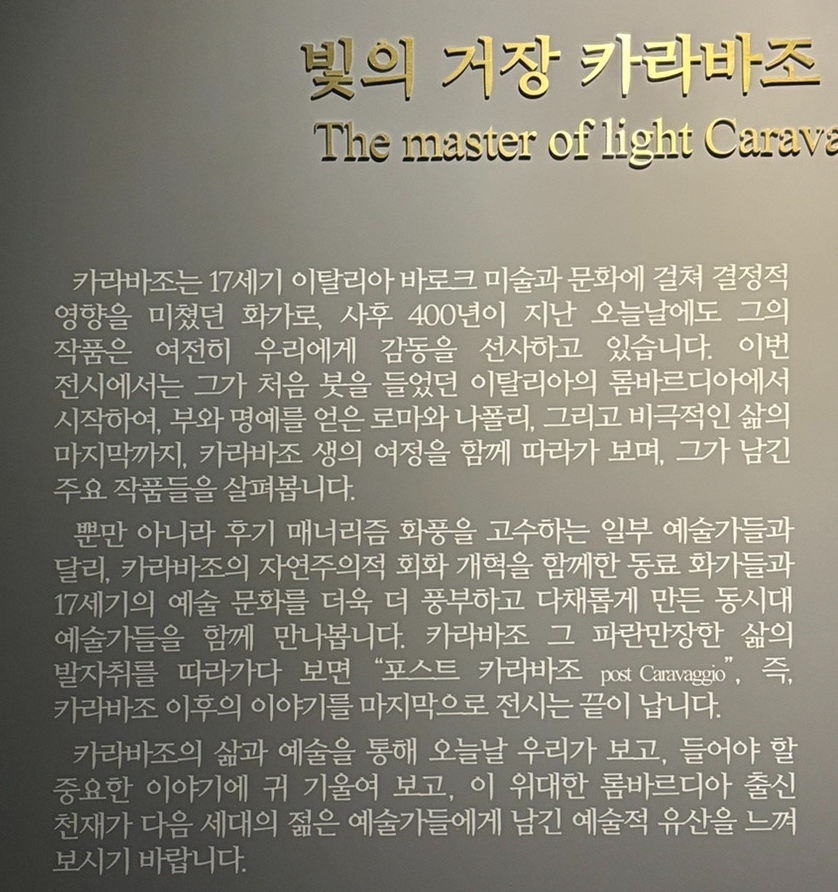 빛의 거장 카라바조
The master of light
카라바조는 17세기 이탈리아 바로크 미술과 문화에 걸쳐 결정적
영향을 미쳤던 화가로, 사후 400년이 지난 오늘날에도 그의
작품은 여전히 우리에게 감동을 선사하고 있습니다. 이번
전시에서는 그가 처음 붓을 들었던 이탈리아의 롬바르디아에서
시작하여, 부와 명예를 얻은 로마와 나폴리, 그리고 비극적인 삶의
마지막까지, 카라바조 생의 여정을 함께 따라가 보며, 그가 남긴
주요 작품들을 살펴봅니다.
뿐만 아니라 후기 매너리즘 화풍을 고수하는 일부 예술가들과
달리, 카라바조의 자연주의적 회화 개혁을 함께한 동료 화가들과
17세기의 예술 문화를 더욱 더 풍부하고 다채롭게 만든 동시대
예술가들을 함께 만나봅니다. 카라바조 그 파란만장한 삶의
발자취를 따라가다 보면 “포스트 카라바조 post Caravaggio”, 즉,
카라바조 이후의 이야기를 마지막으로 전시는 끝이 납니다.
카라바조의 삶과 예술을 통해 오늘날 우리가 보고, 들어야 할
중요한 이야기에 귀 기울여 보고, 이 위대한 롬바르디아 출신
천재가 다음 세대의 젊은 예술가들에게 남긴 예술적 유산을 느껴
보시기 바랍니다.